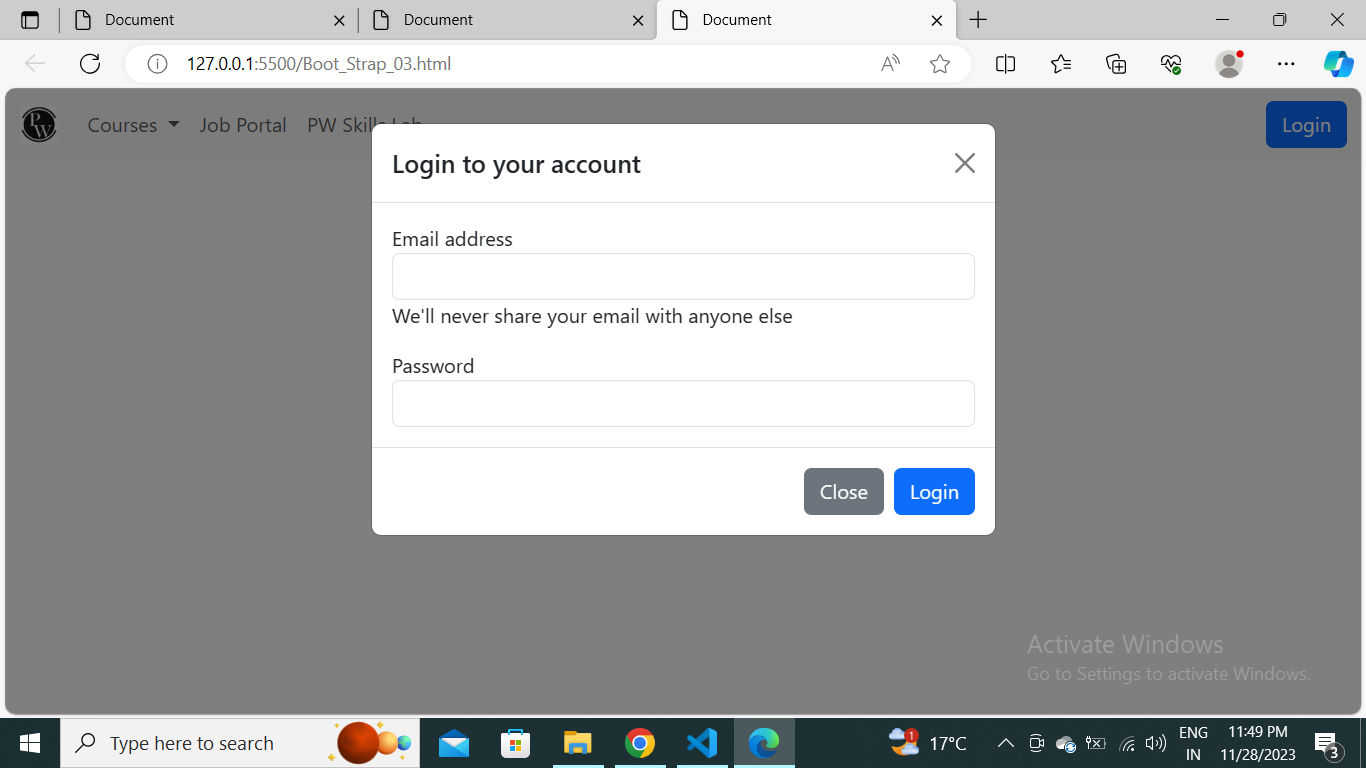 Document
Document
Document
127.0.0.1:5500/Boot_Strap_03.html
PW
Courses
Job Portal
PW Skills Lab
Login
Login to your account
Email address
We'll never share your email with anyone else
Password
Close
Login
Activate Windows
Go to Settings to activate Windows.
Type here to search
1
17°C
ENG
IN
11:49 PM
11/28/2023
3